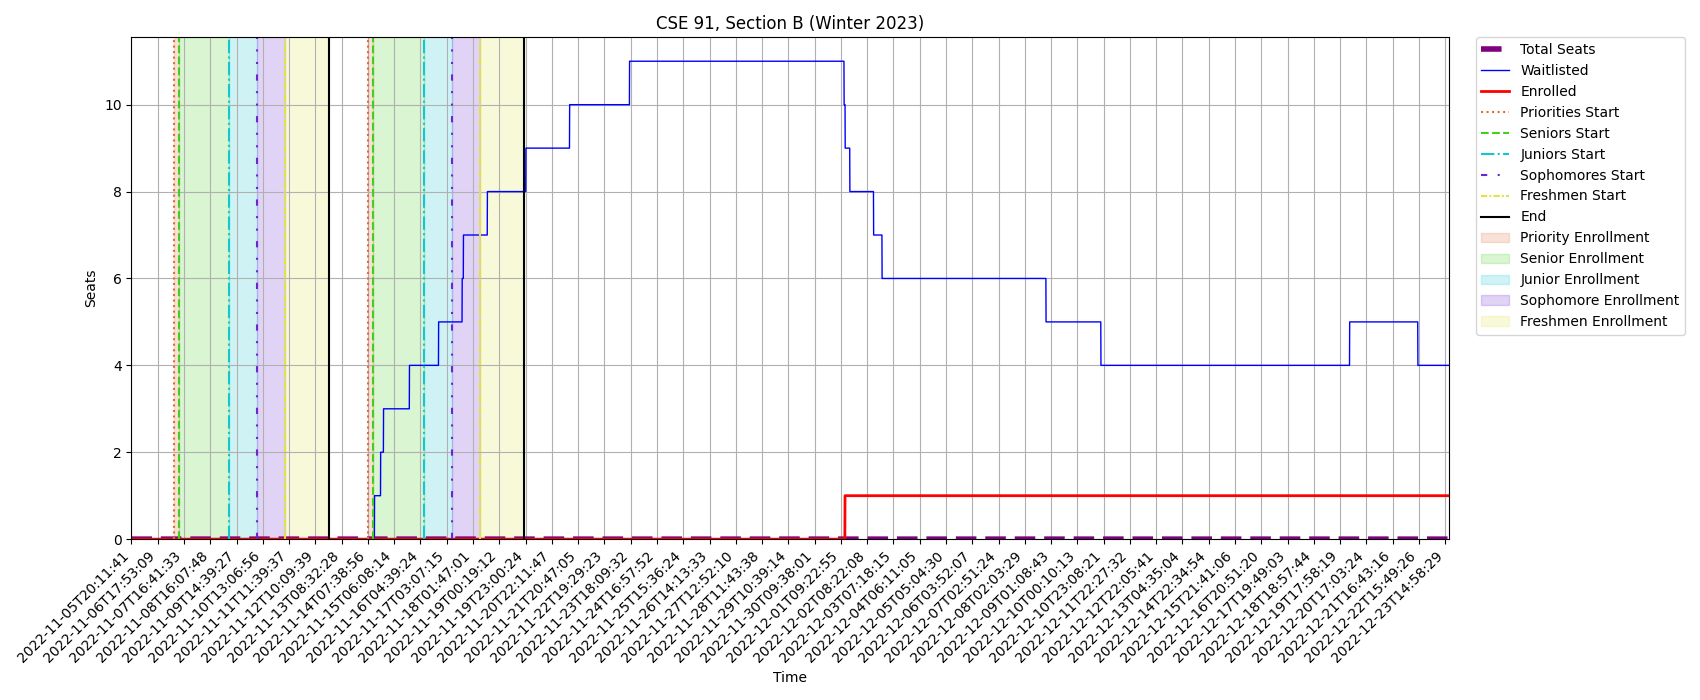 CSE 91, Section B (Winter 2023)
Seats
10
8
6
4
2
0
2022-11-05T20:11:41
2022-11-06T17:53:09
2022-11-07T16:41:33
2022-11-08T16:07:48
2022-11-09T14:39:27
2022-11-10T13:06:56
2022-11-11T11:39:37
2022-11-12T10:09:39
2022-11-13T08:32:28
2022-11-14T07:38:56
2022-11-15T06:08:14
2022-11-16T04:39:24
2022-11-17T03:07:15
2022-11-18T01:47:01
2022-11-19T00:19:12
2022-11-19T23:00:24
2022-11-20T22:11:47
2022-11-21T20:47:05
2022-11-22T19:29:23
2022-11-23T18:09:32
2022-11-24T16:57:52
2022-11-25T15:36:24
2022-11-26T14:13:33
2022-11-27T12:52:10
2022-11-28T11:43:38
2022-11-29T10:39:14
2022-11-30T09:38:01
2022-12-01T09:22:55
2022-12-02T08:22:08
2022-12-03T07:18:15
2022-12-04T06:11:05
2022-12-05T05:04:30
2022-12-06T03:52:07
2022-12-07T02:51:24
2022-12-08T02:03:29
2022-12-09T01:08:43
2022-12-10T00:10:13
2022-12-10T23:08:21
2022-12-11T22:27:32
2022-12-12T22:05:41
2022-12-13T04:35:04
2022-12-14T22:34:54
2022-12-15T21:41:06
2022-12-16T20:51:20
2022-12-17T19:49:03
2022-12-18T18:57:44
2022-12-19T17:58:19
2022-12-20T17:03:24
2022-12-21T16:43:16
2022-12-22T15:49:26
2022-12-23T14:58:29
Time
Total Seats
Waitlisted
Enrolled
Priorities Start
Seniors Start
Juniors Start
Sophomores Start
Freshmen Start
End
Priority Enrollment
Senior Enrollment
Junior Enrollment
Sophomore Enrollment
Freshmen Enrollment